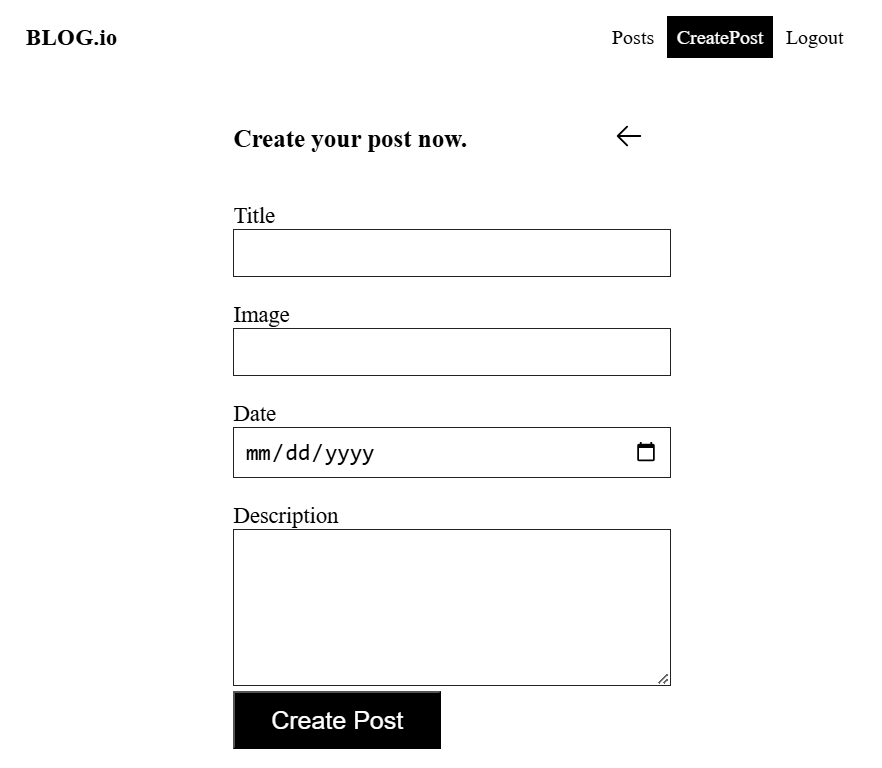 BLOG.io
Posts CreatePost Logout
Create your post now.
Title
Image
Date
mm/dd/yyyy
Description
Create Post